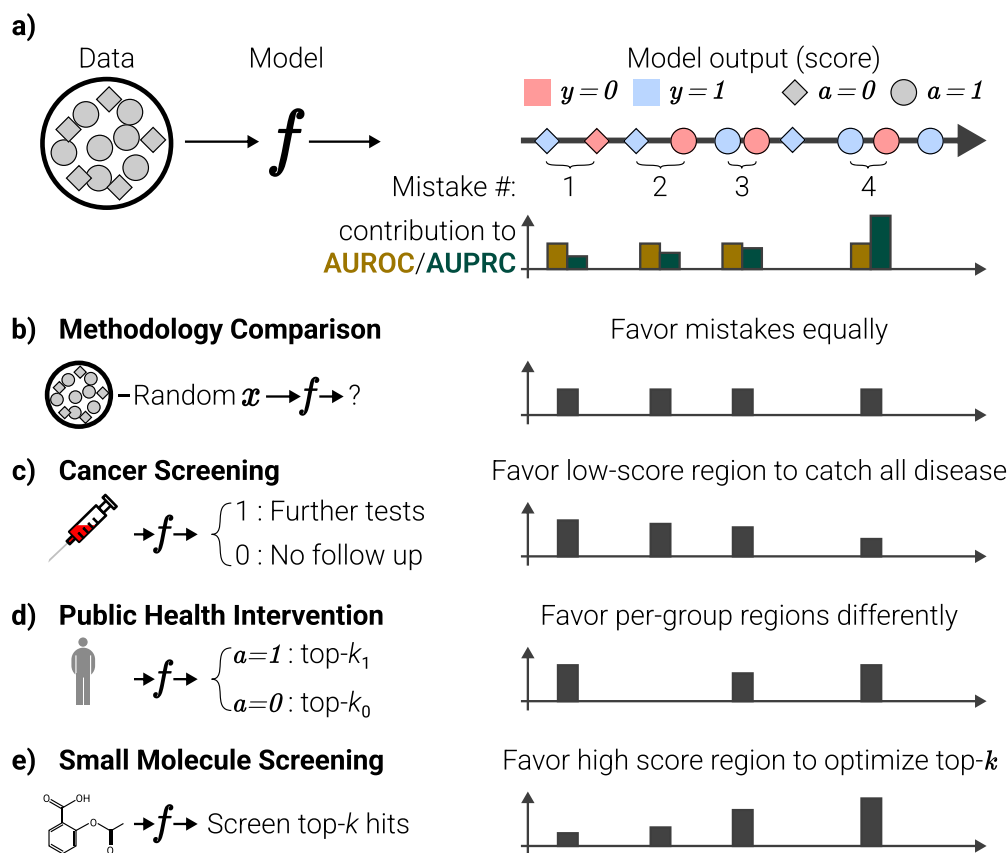 a)
Data
Model
Model output (score)
y=0
y=1
a=0
a=1
f
Mistake #:
1
2
3
4
contribution to
AUROC/AUPRC
b) Methodology Comparison
Favor mistakes equally
Random x
f
?
c) Cancer Screening
Favor low-score region to catch all disease
f
1 : Further tests
0 : No follow up
d) Public Health Intervention
Favor per-group regions differently
f
a=1 : top-k₁
a=0 : top-k₀
e) Small Molecule Screening
Favor high score region to optimize top-k
O
OH
O
O
f
Screen top-k hits